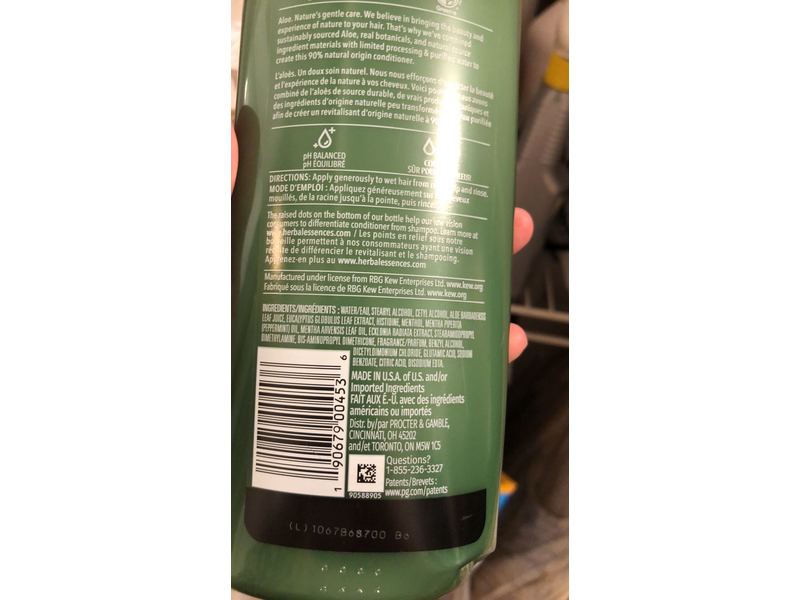 Aloe. Nature's gentle care. We believe in bringing the beauty and
experience of nature to your hair. That's why we've combined
sustainably sourced Aloe, real botanicals, and natural source
ingredient materials with limited processing & purified water to
create this 90% natural origin conditioner.
L'aloès. Un doux soin naturel. Nous nous efforçons la beauté
et l'expérience de la nature à vos cheveux. Voici avons
combiné de l'aloès de source durable, de vrais et
des ingrédients d'origine naturelle peu purifiée
afin de créer un revitalisant d'origine naturelle à
pH BALANCED
pH ÉQUILIBRÉ
SÛR
DIRECTIONS: Apply generously to wet hair from and rinse.
MODE D'EMPLOI : Appliquez généreusement sur cheveux
mouillés, de la racine jusqu'à la pointe, puis
The raised dots on the bottom of our bottle help our low vision
consumers to differentiate conditioner from shampoo. Learn more at
www.herbalessences.com / Les points en relief sous notre
bouteille permettent à nos consommateurs ayant une vision
réduite de différencier le revitalisant et le shampooing.
Apprenez-en plus au www.herbalessences.com
Manufactured under license from RBG Kew Enterprises Ltd. www.kew.org
Fabriqué sous la licence de RBG Kew Enterprises Ltd. www.kew.org
INGREDIENTS/INGRÉDIENTS : WATER/EAU, STEARYL ALCOHOL, CETYL ALCOHOL, ALOE BARBADENSIS
LEAF JUICE, EUCALYPTUS GLOBULUS LEAF EXTRACT, HISTIDINE, MENTHOL, MENTHA PIPERITA
(PEPPERMINT) OIL, MENTHA ARVENSIS LEAF OIL, ECKLONIA RADIATA EXTRACT, STEARAMIDOPROPYL
DIMETHYLAMINE, BIS-AMINOPROPYL DIMETHICONE, FRAGRANCE/PARFUM, BENZYL ALCOHOL,
DICETYLDIMONIUM CHLORIDE, GLUTAMIC ACID, SODIUM
BENZOATE, CITRIC ACID, DISODIUM EDTA.
MADE IN U.S.A. of U.S. and/or
Imported Ingredients
FAIT AUX É.-U. avec des ingrédients
américains ou importés
Distr. by/par PROCTER & GAMBLE,
CINCINNATI, OH 45202
and/et TORONTO, ON M5W 1C5
Questions?
1-855-236-3327
Patents/Brevets :
www.pg.com/patents
1 90679 00453 6
90588905
(L)1067868700 B6